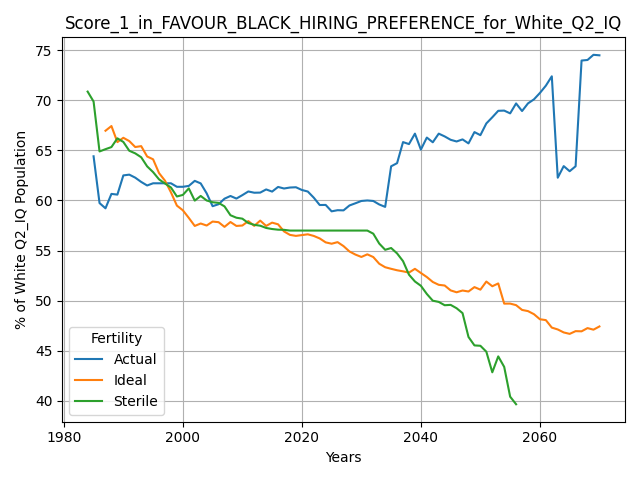 Score_1_in_FAVOUR_BLACK_HIRING_PREFERENCE_for_White_Q2_IQ
% of White Q2_IQ Population
75
70
65
60
55
50
45
40
Fertility
Actual
Ideal
Sterile
1980
2000
2020
2040
2060
Years